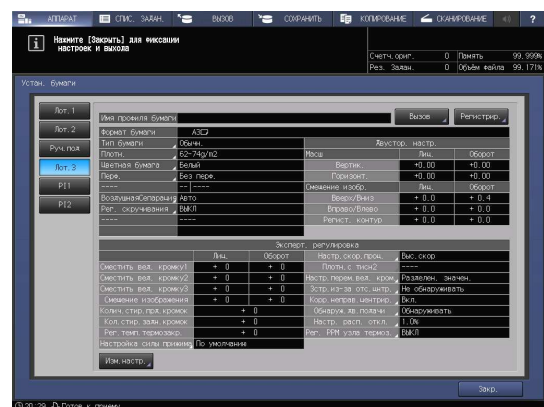 АППАРАТ СПИС. ЗАДАН. ВЫЗОВ СОХРАНИТЬ КОПИРОВАНИЕ СКАНИРОВАНИЕ ?
Нажмите [Закрыть] для фиксации
настроек и выхода
Счетч.ориг. 0 Память 99.999%
Рез. Задан. 0 Объём файла 99.171%
Устан. бумаги
Лот. 1
Лот. 2
Руч.под
Лот. 3
PI1
PI2
Имя профиля бумаги Вызов Регистрир.
Формат бумаги A3
Тип бумаги Обычн. Двустор. настр.
Плотн. 62-74g/m2 Масш Лиц. Оборот
Цветная бумага Белый Вертик. +0.00 +0.00
Перф. Без перф. Горизонт. +0.00 +0.00
---- -- ---- Смещение изобр. Лиц. Оборот
ВоздушнаяСепарация Авто Вверх/Вниз + 0.0 + 0.4
Рег. скручивания ВЫКЛ Вправо/Влево + 0.0 + 0.0
---- ---- Регист. контур + 0.0 + 0.0
Эксперт. регулировка
Лиц. Оборот Настр.скор.проц. Выс.скор
Сместить вед. кромку1 + 0 + 0 Плотн.с тисн2 ----
Сместить вед. кромку2 + 0 + 0 Настр.перем.вед. кром. Разделен. значен.
Сместить вед. кромку3 + 0 + 0 Зстр.из-за отс.цнтр. Не обнаруживать
Смещение изображения + 0 + 0 Корр.неправ.центрир. Вкл.
Колич.стир.прд.кромок + 0 Обнаруж.дв.подачи Обнаруживать
Кол.стир.задн.кромок + 0 Настр. расп. откл. 1.0%
Рег.темп.термозакр. + 0 Рег. PPM узла термоз. ВЫКЛ
Настройка силы прижима По умолчанию
Изм.настр.
Закр.
20:29 Готов к приему